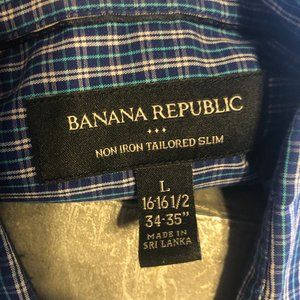 BANANA REPUBLIC
NON IRON TAILORED SLIM
L
16-16 1/2
34-35"
MADE IN
SRI LANKA